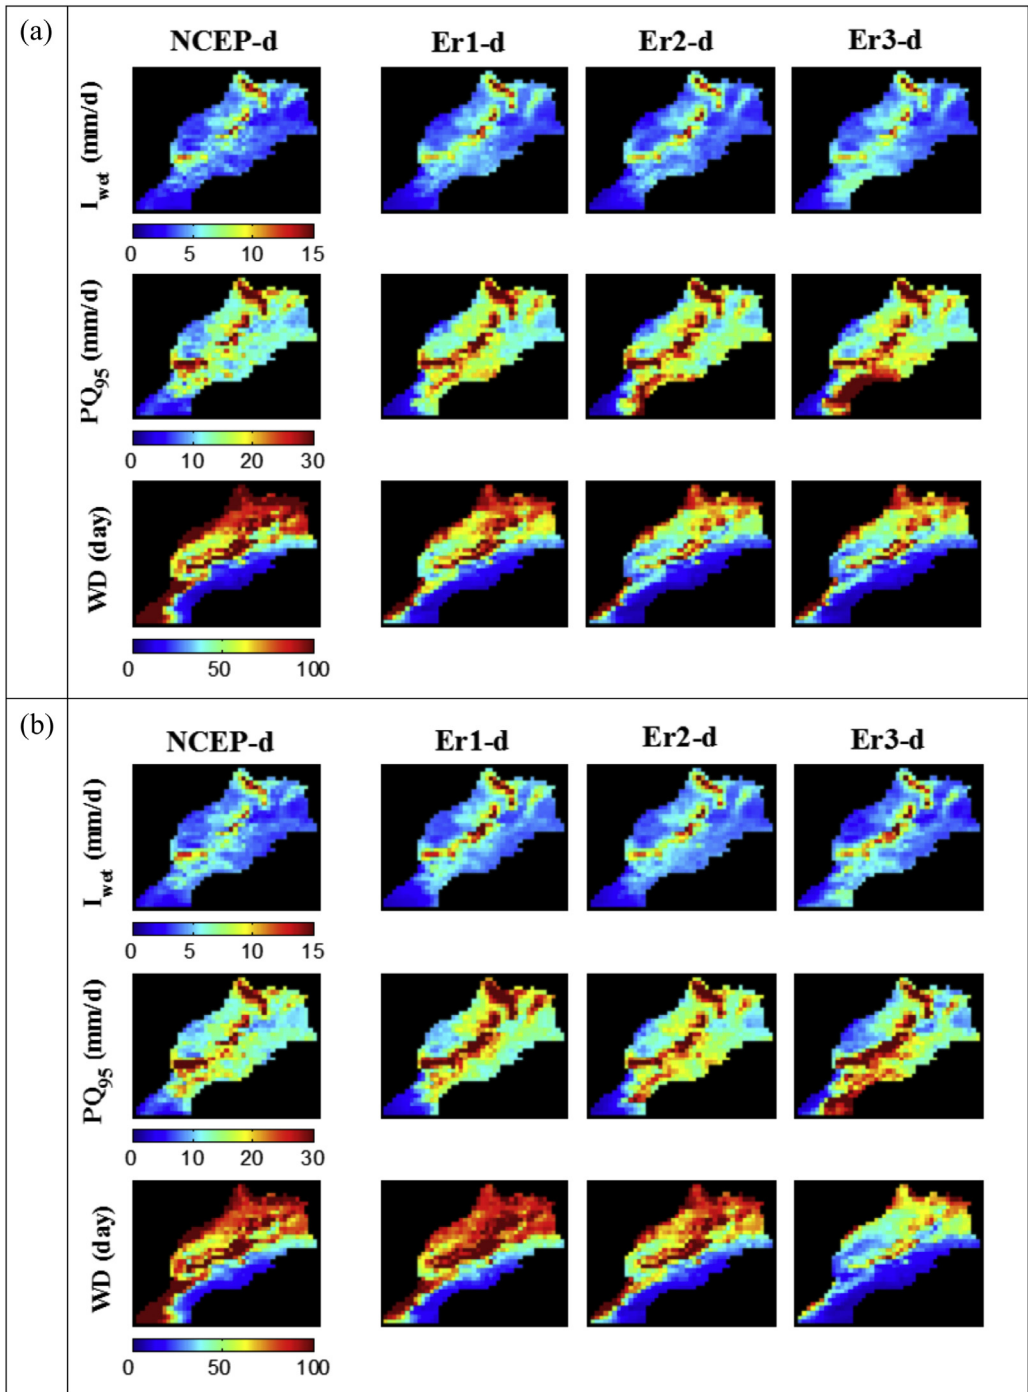 (a)
NCEP-d Er1-d Er2-d Er3-d
I_wet (mm/d)
0 5 10 15
PQ_95 (mm/d)
0 10 20 30
WD (day)
0 50 100
(b)
NCEP-d Er1-d Er2-d Er3-d
I_wet (mm/d)
0 5 10 15
PQ_95 (mm/d)
0 10 20 30
WD (day)
0 50 100